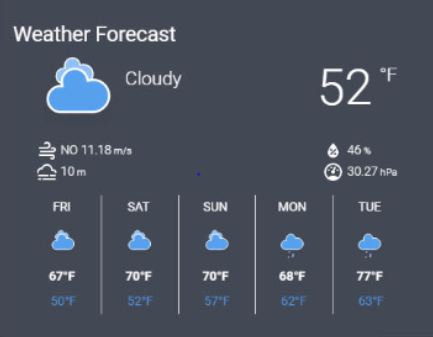 Weather Forecast
Cloudy
52 °F
NO 11.18 m/s
46 %
10 m
30.27 hPa
FRI SAT SUN MON TUE
67°F 70°F 70°F 68°F 77°F
50°F 52°F 57°F 62°F 63°F